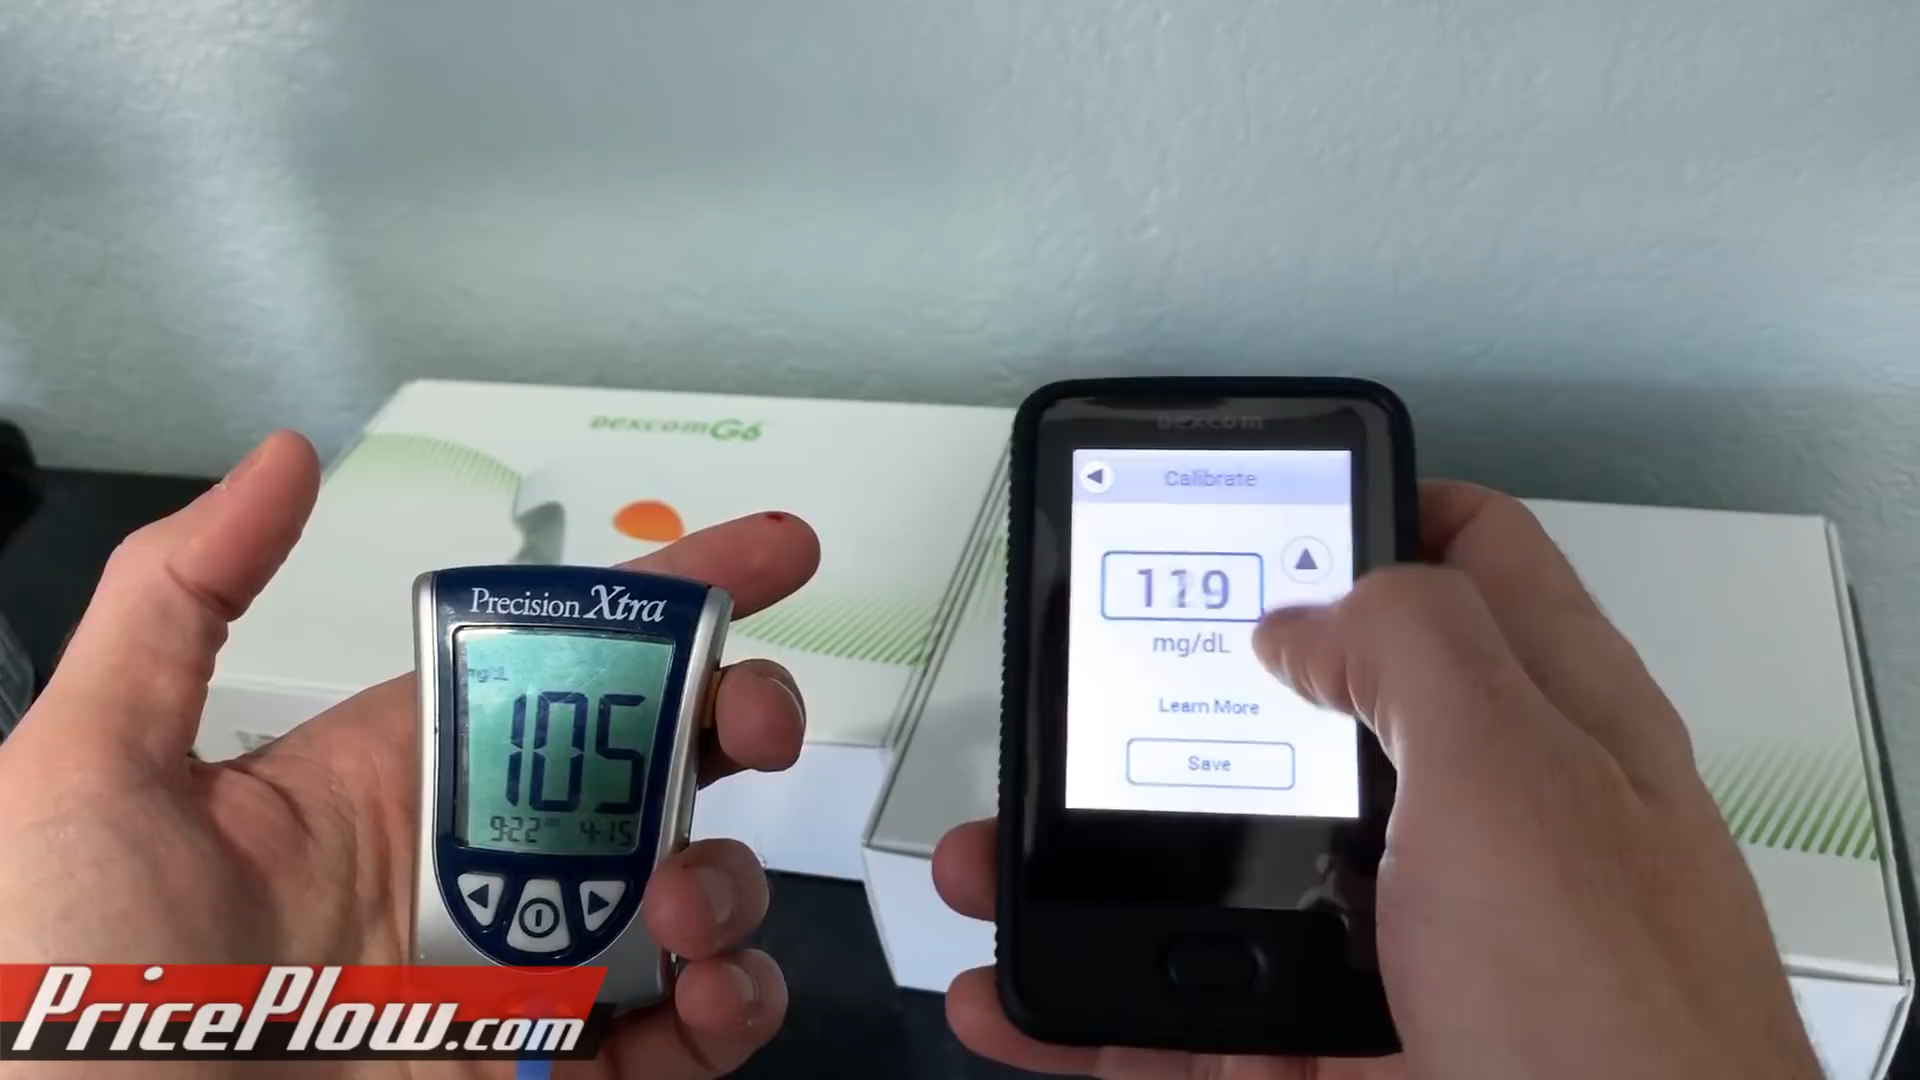 Dexcom G6
Dexcom
Calibrate
mg/dL
Learn More
Save
Precision Xtra
mg/dL
105
9:22 4-15
PricePlow.com